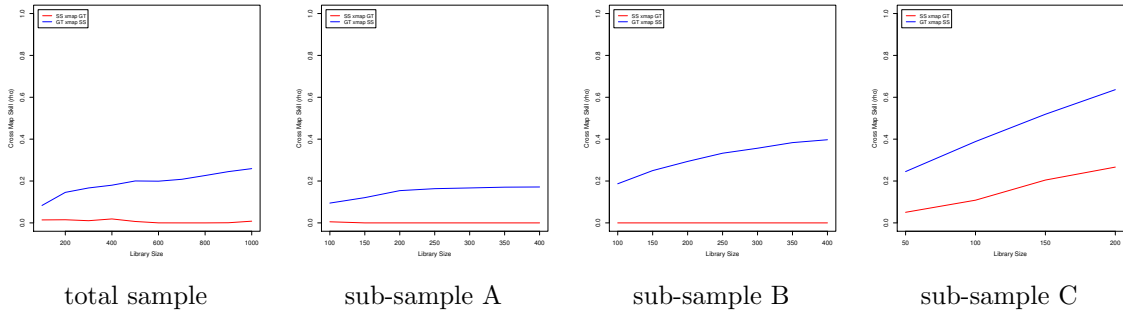 SS xmap GT
GT xmap SS
Cross Map Skill (rho)
0.0 0.2 0.4 0.6 0.8 1.0
200 400 600 800 1000
Library Size
total sample
SS xmap GT
GT xmap SS
Cross Map Skill (rho)
0.0 0.2 0.4 0.6 0.8 1.0
100 150 200 250 300 350 400
Library Size
sub-sample A
SS xmap GT
GT xmap SS
Cross Map Skill (rho)
0.0 0.2 0.4 0.6 0.8 1.0
100 150 200 250 300 350 400
Library Size
sub-sample B
SS xmap GT
GT xmap SS
Cross Map Skill (rho)
0.0 0.2 0.4 0.6 0.8 1.0
50 100 150 200
Library Size
sub-sample C